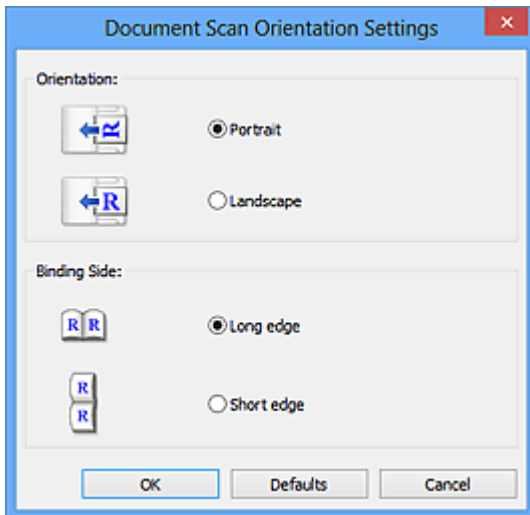 Document Scan Orientation Settings
Orientation:
R
Portrait
R
Landscape
Binding Side:
R R
Long edge
R
R
Short edge
OK Defaults Cancel